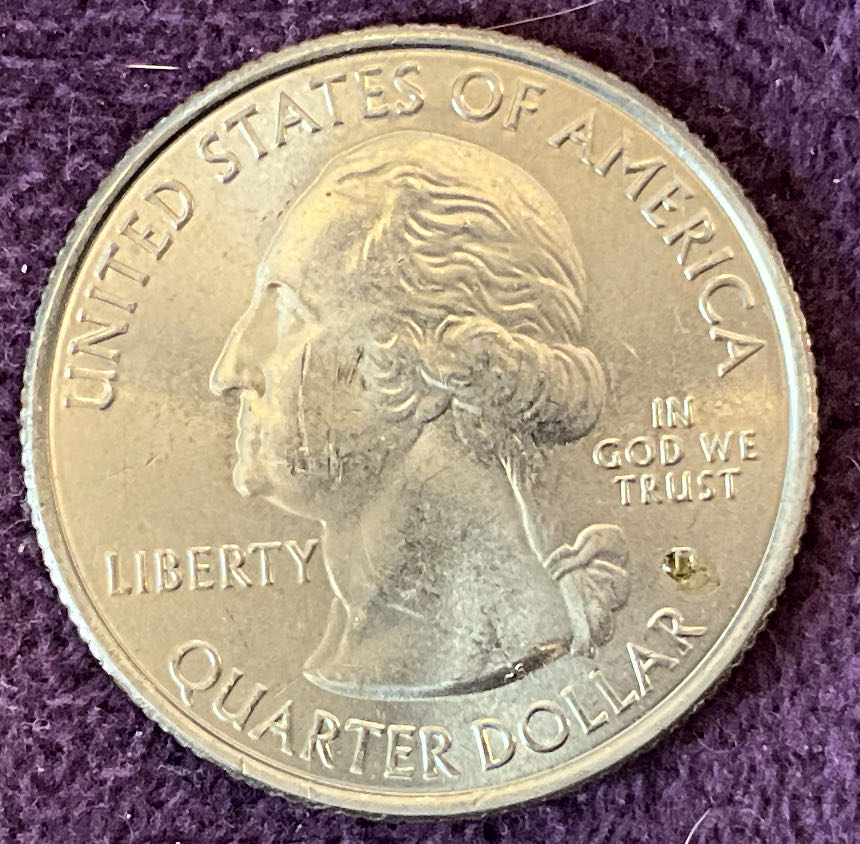 UNITED STATES OF AMERICA
IN
GOD WE
TRUST
LIBERTY
QUARTER DOLLAR